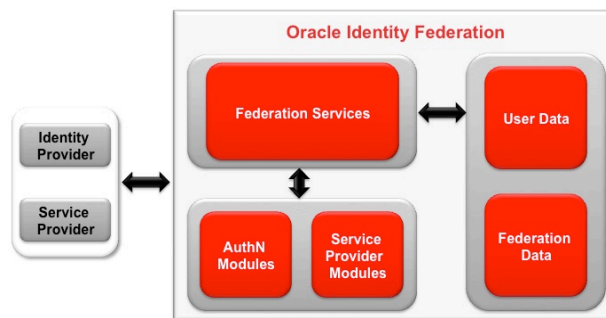 Oracle Identity Federation
Federation Services
User Data
Identity
Provider
Service
Provider
AuthN
Modules
Service
Provider
Modules
Federation
Data